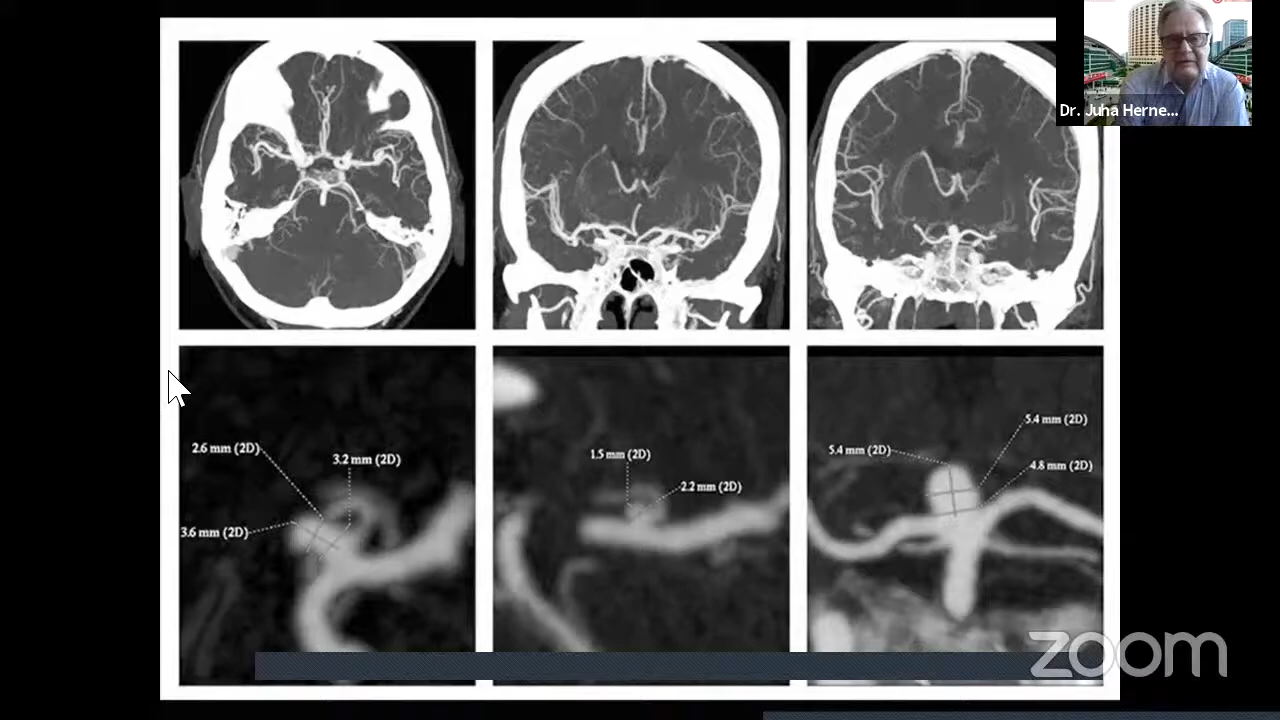 Dr. Juha Herne...
2.6 mm (2D)
3.2 mm (2D)
3.6 mm (2D)
1.5 mm (2D)
2.2 mm (2D)
5.4 mm (2D)
5.4 mm (2D)
4.8 mm (2D)
zoom